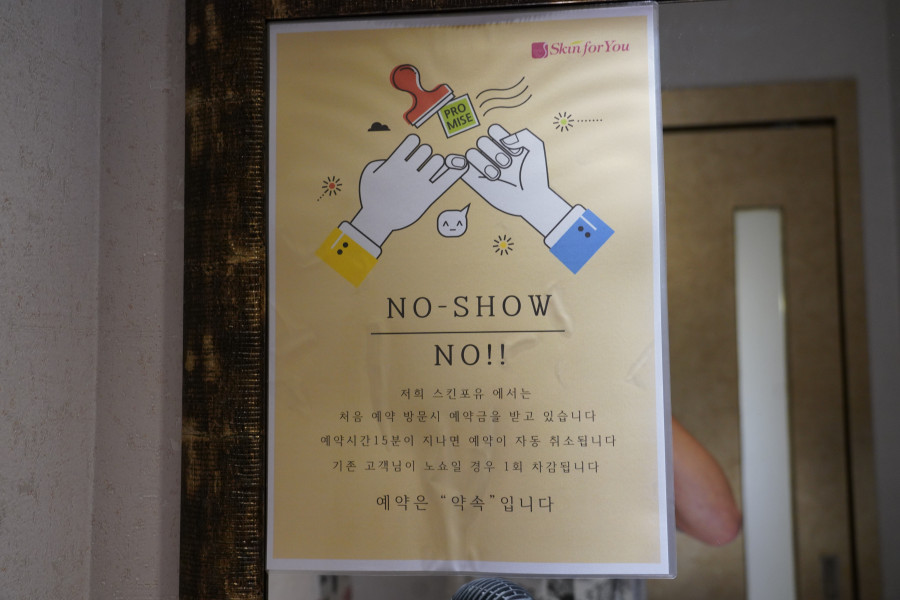 Skin for You
PRO
MISE
NO-SHOW
NO!!
저희 스킨포유 에서는
처음 예약 방문시 예약금을 받고 있습니다
예약시간15분이 지나면 예약이 자동 취소됩니다
기존 고객님이 노쇼일 경우 1회 차감됩니다
예약은 “약속”입니다